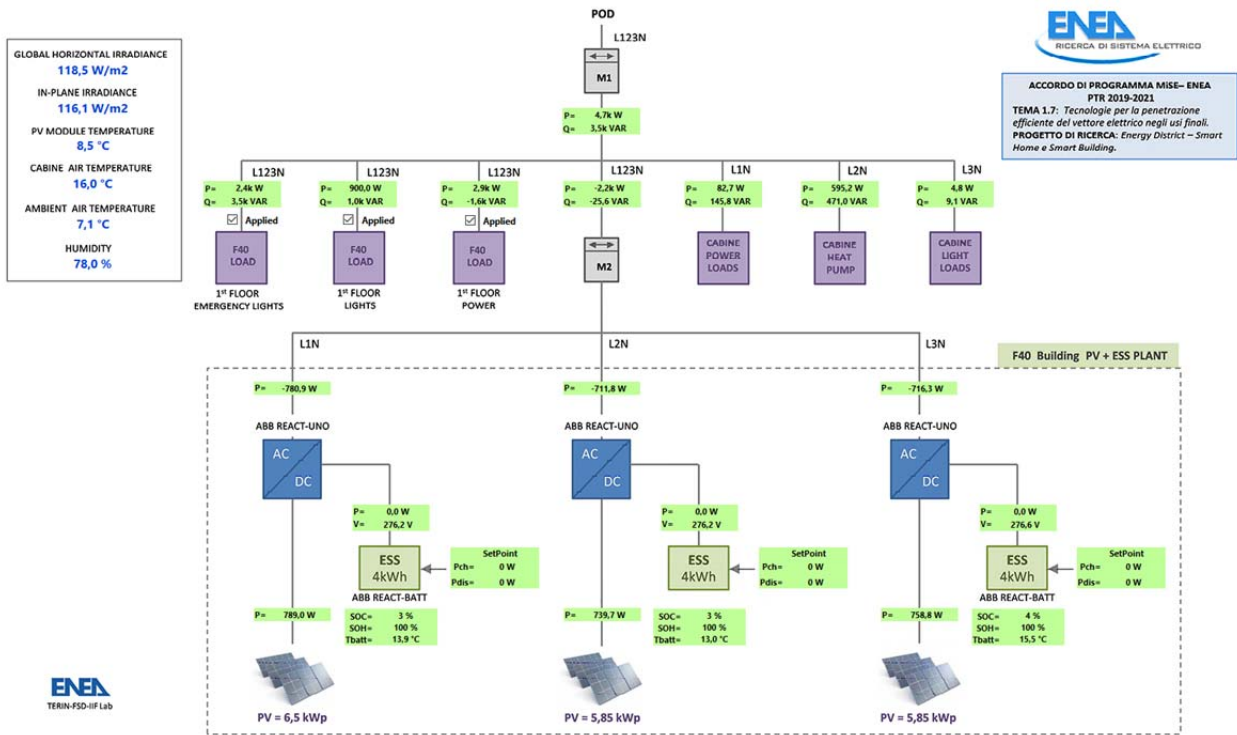 POD
L123N
M1
P= 4,7k W
Q= 3,5k VAR
GLOBAL HORIZONTAL IRRADIANCE
118,5 W/m2
IN-PLANE IRRADIANCE
116,1 W/m2
PV MODULE TEMPERATURE
8,5 °C
CABINE AIR TEMPERATURE
16,0 °C
AMBIENT AIR TEMPERATURE
7,1 °C
HUMIDITY
78,0 %
ENEA
RICERCA DI SISTEMA ELETTRICO
ACCORDO DI PROGRAMMA MiSE– ENEA
PTR 2019-2021
TEMA 1.7: Tecnologie per la penetrazione
efficiente del vettore elettrico negli usi finali.
PROGETTO DI RICERCA: Energy District – Smart
Home e Smart Building.
L123N L123N L123N L123N L1N L2N L3N
P= 2,4k W P= 900,0 W P= 2,9k W P= -2,2k W P= 82,7 W P= 595,2 W P= 4,8 W
Q= 3,5k VAR Q= 1,0k VAR Q= -1,6k VAR Q= -25,6 VAR Q= 145,8 VAR Q= 471,0 VAR Q= 9,1 VAR
Applied Applied Applied
F40
LOAD
1st FLOOR
EMERGENCY LIGHTS
F40
LOAD
1st FLOOR
LIGHTS
F40
LOAD
1st FLOOR
POWER
M2
CABINE
POWER
LOADS
CABINE
HEAT
PUMP
CABINE
LIGHT
LOADS
L1N L2N L3N
F40 Building PV + ESS PLANT
P= -780,9 W
ABB REACT-UNO
AC
DC
P= 0,0 W
V= 276,2 V
ESS
4kWh
ABB REACT-BATT
SetPoint
Pch= 0 W
Pdis= 0 W
P= 789,0 W
SOC= 3 %
SOH= 100 %
Tbatt= 13,9 °C
PV = 6,5 kWp
P= -711,8 W
ABB REACT-UNO
AC
DC
P= 0,0 W
V= 276,2 V
ESS
4kWh
SetPoint
Pch= 0 W
Pdis= 0 W
P= 739,7 W
SOC= 3 %
SOH= 100 %
Tbatt= 13,0 °C
PV = 5,85 kWp
P= -716,3 W
ABB REACT-UNO
AC
DC
P= 0,0 W
V= 276,6 V
ESS
4kWh
ABB REACT-BATT
SetPoint
Pch= 0 W
Pdis= 0 W
P= 758,8 W
SOC= 4 %
SOH= 100 %
Tbatt= 15,5 °C
PV = 5,85 kWp
ENEA
TERIN-FSD-IIF Lab